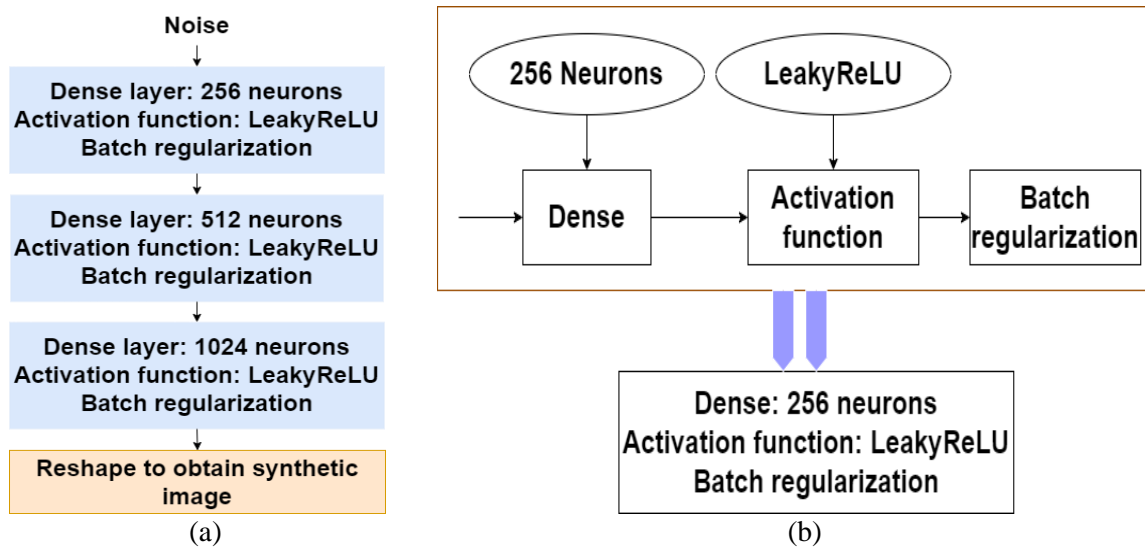 Noise
Dense layer: 256 neurons
Activation function: LeakyReLU
Batch regularization
Dense layer: 512 neurons
Activation function: LeakyReLU
Batch regularization
Dense layer: 1024 neurons
Activation function: LeakyReLU
Batch regularization
Reshape to obtain synthetic
image
(a)
256 Neurons
LeakyReLU
Dense
Activation
function
Batch
regularization
Dense: 256 neurons
Activation function: LeakyReLU
Batch regularization
(b)